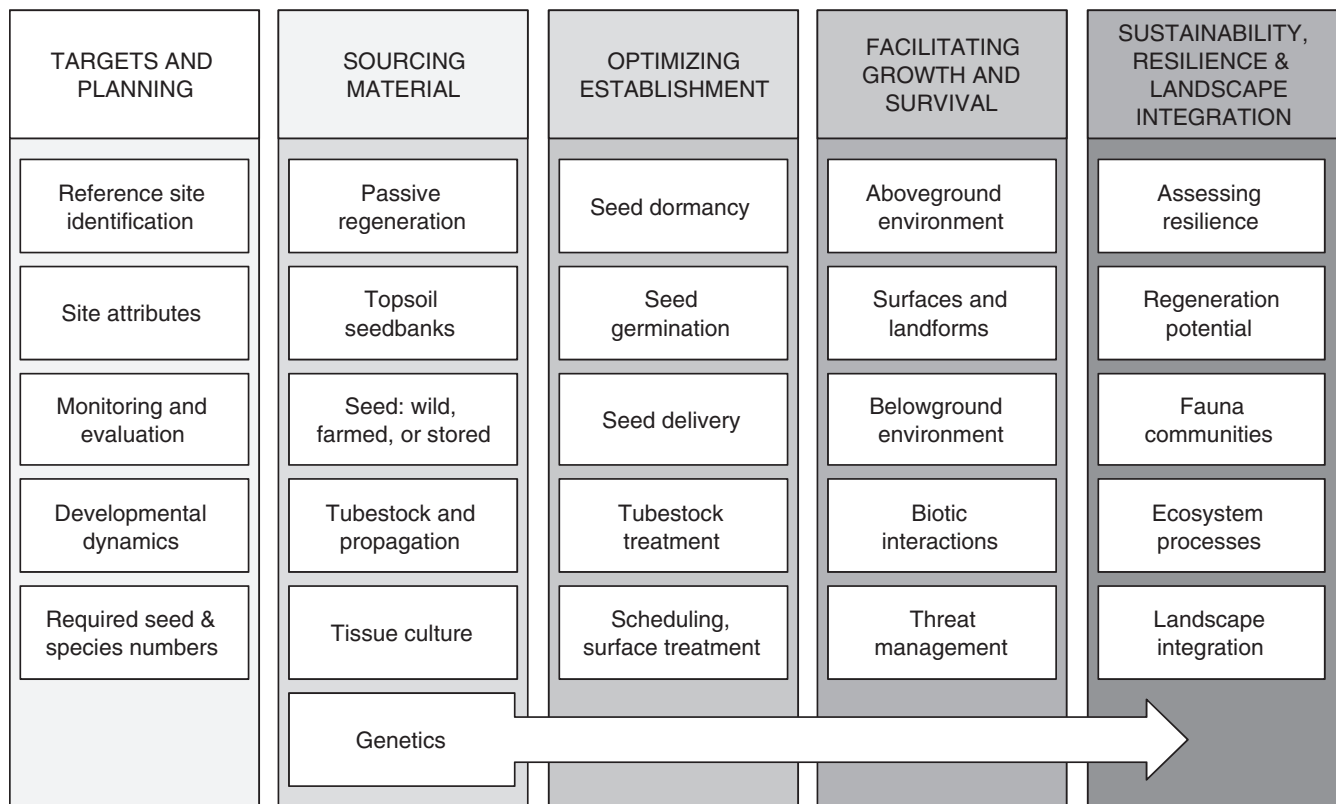 TARGETS AND
PLANNING
Reference site
identification
Site attributes
Monitoring and
evaluation
Developmental
dynamics
Required seed &
species numbers
SOURCING
MATERIAL
Passive
regeneration
Topsoil
seedbanks
Seed: wild,
farmed, or stored
Tubestock and
propagation
Tissue culture
Genetics
OPTIMIZING
ESTABLISHMENT
Seed dormancy
Seed
germination
Seed delivery
Tubestock
treatment
Scheduling,
surface treatment
FACILITATING
GROWTH AND
SURVIVAL
Aboveground
environment
Surfaces and
landforms
Belowground
environment
Biotic
interactions
Threat
management
SUSTAINABILITY,
RESILIENCE &
LANDSCAPE
INTEGRATION
Assessing
resilience
Regeneration
potential
Fauna
communities
Ecosystem
processes
Landscape
integration